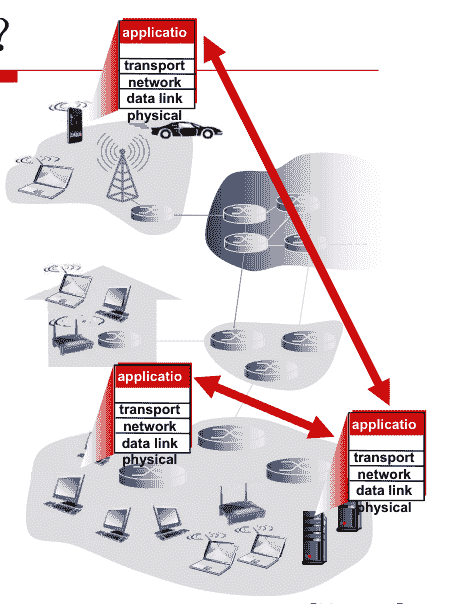 ?
applicatio
transport
network
data link
physical
applicatio
transport
network
data link
physical
applicatio
transport
network
data link
physical